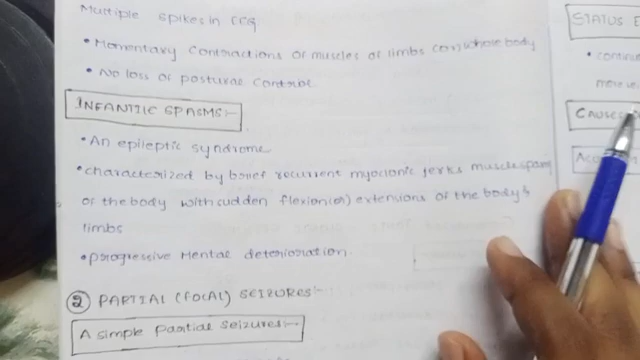 Multiple spikes in EEG
• Momentary contractions of muscles of limbs (or) whole body
• No loss of postural control
INFANTILE SPASMS:-
• An epileptic syndrome
• characterized by brief recurrent myoclonic jerks muscle spasm
of the body with sudden flexion(or) extensions of the body &
limbs
• progressive Mental deterioration.
② PARTIAL (FOCAL) SEIZURES:-
A simple partial seizures:-
STATUS E
• continu
more
CAUSES